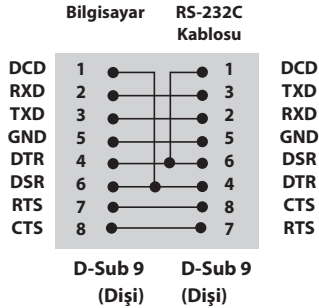 Bilgisayar RS-232C
Kablosu
DCD 1 1 DCD
RXD 2 3 TXD
TXD 3 2 RXD
GND 5 5 GND
DTR 4 6 DSR
DSR 6 4 DTR
RTS 7 8 CTS
CTS 8 7 RTS
D-Sub 9 D-Sub 9
(Dişi) (Dişi)